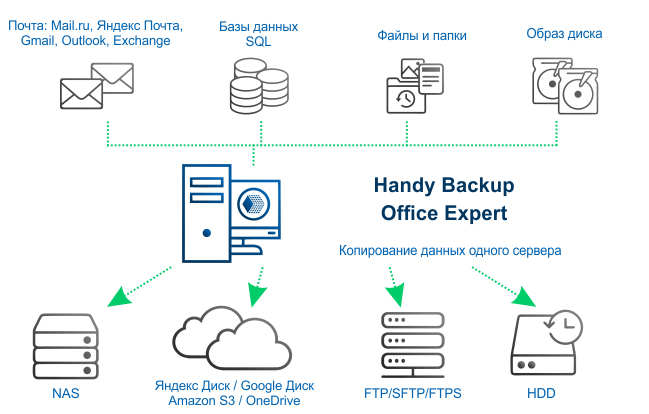 Почта: Mail.ru, Яндекс Почта,
Gmail, Outlook, Exchange
Базы данных
SQL
Файлы и папки
Образ диска
Handy Backup
Office Expert
Копирование данных одного сервера
NAS
Яндекс Диск / Google Диск
Amazon S3 / OneDrive
FTP/SFTP/FTPS
HDD